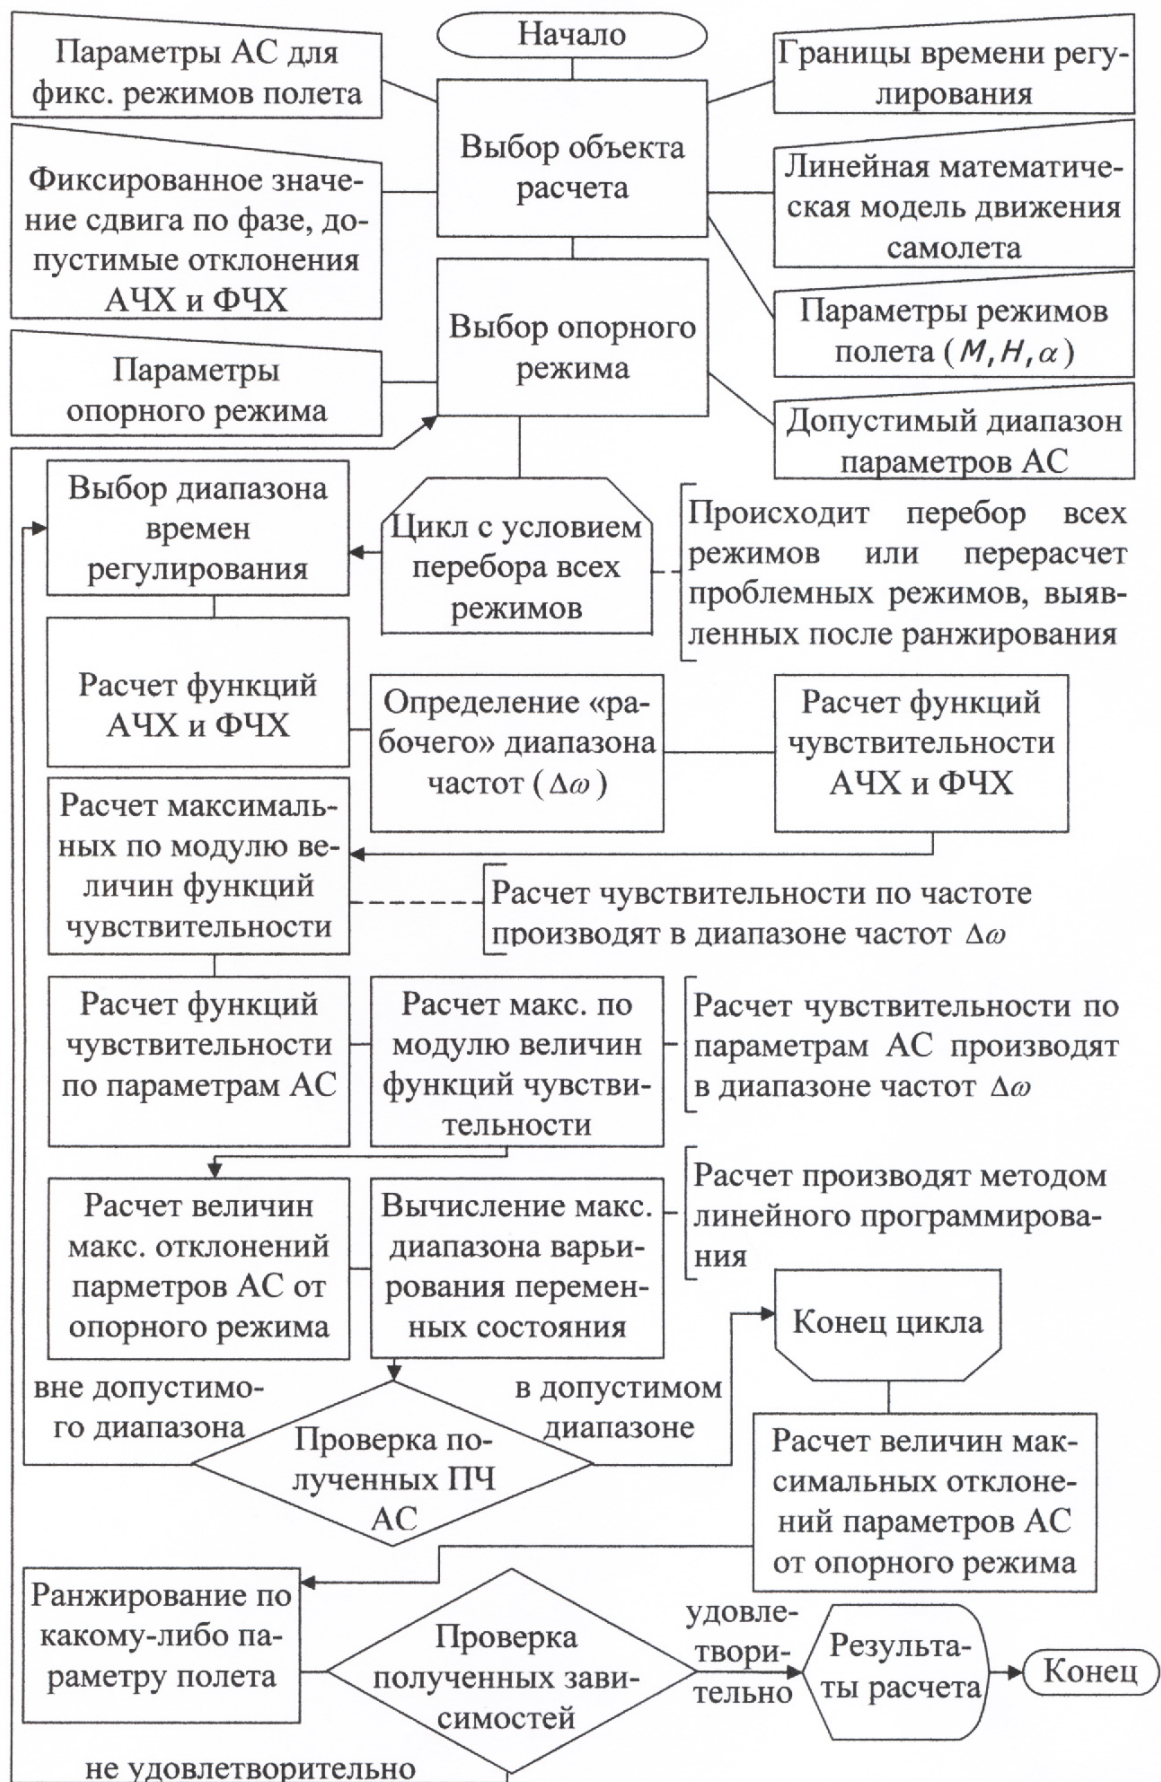 Начало
Параметры АС для
фикс. режимов полета
Границы времени регу-
лирования
Выбор объекта
расчета
Фиксированное значе-
ние сдвига по фазе, до-
пустимые отклонения
АЧХ и ФЧХ
Линейная математиче-
ская модель движения
самолета
Параметры режимов
полета (M, H, α)
Выбор опорного
режима
Параметры
опорного режима
Допустимый диапазон
параметров АС
Выбор диапазона
времен
регулирования
Цикл с условием
перебора всех
режимов
Происходит перебор всех
режимов или перерасчет
проблемных режимов, выяв-
ленных после ранжирования
Расчет функций
АЧХ и ФЧХ
Определение «ра-
бочего» диапазона
частот (Δω)
Расчет функций
чувствительности
АЧХ и ФЧХ
Расчет максималь-
ных по модулю ве-
личин функций
чувствительности
Расчет чувствительности по частоте
производят в диапазоне частот Δω
Расчет функций
чувствительности
по параметрам АС
Расчет макс. по
модулю величин
функций чувстви-
тельности
Расчет чувствительности по
параметрам АС производят
в диапазоне частот Δω
Расчет величин
макс. отклонений
парметров АС от
опорного режима
Вычисление макс.
диапазона варьи-
рования перемен-
ных состояния
Расчет производят методом
линейного программирова-
ния
Конец цикла
вне допустимо-
го диапазона
в допустимом
диапазоне
Проверка по-
лученных ПЧ
АС
Расчет величин мак-
симальных отклоне-
ний параметров АС
от опорного режима
Ранжирование по
какому-либо па-
раметру полета
Проверка
полученных зави-
симостей
удовле-
твори-
тельно
Результа-
ты расчета
Конец
не удовлетворительно